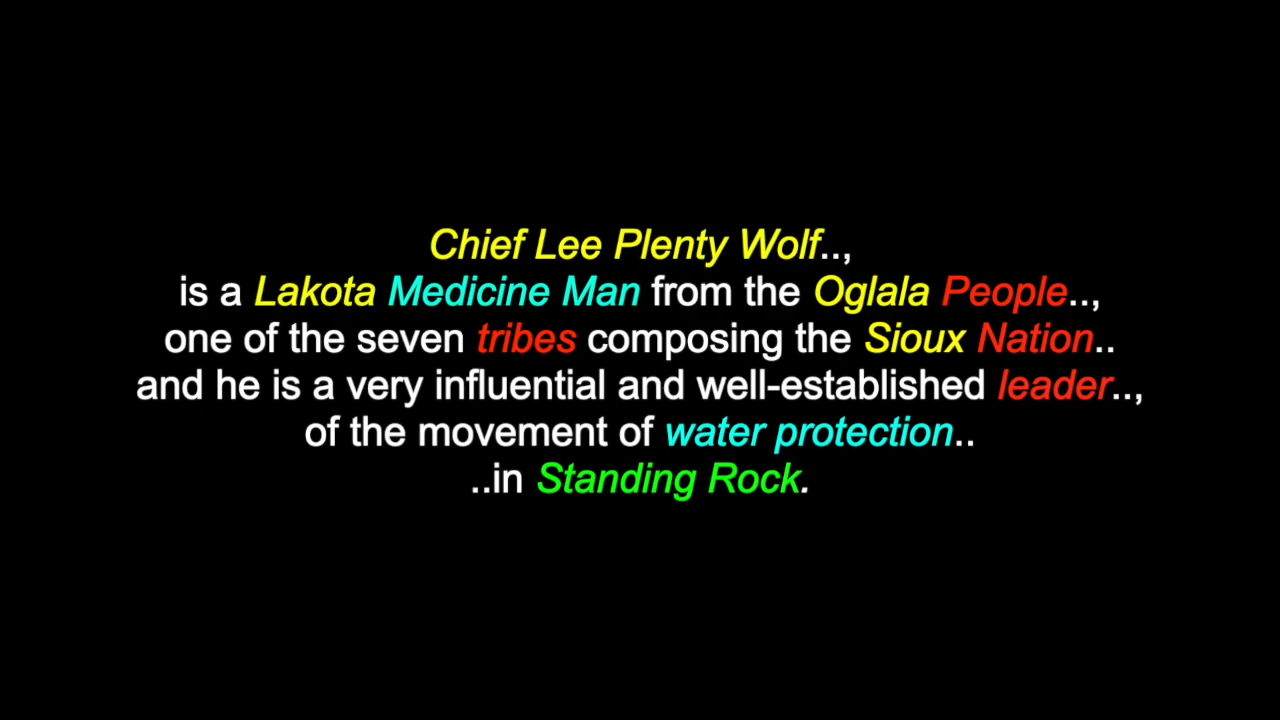 Chief Lee Plenty Wolf..,
is a Lakota Medicine Man from the Oglala People..,
one of the seven tribes composing the Sioux Nation..
and he is a very influential and well-established leader..,
of the movement of water protection..
..in Standing Rock.